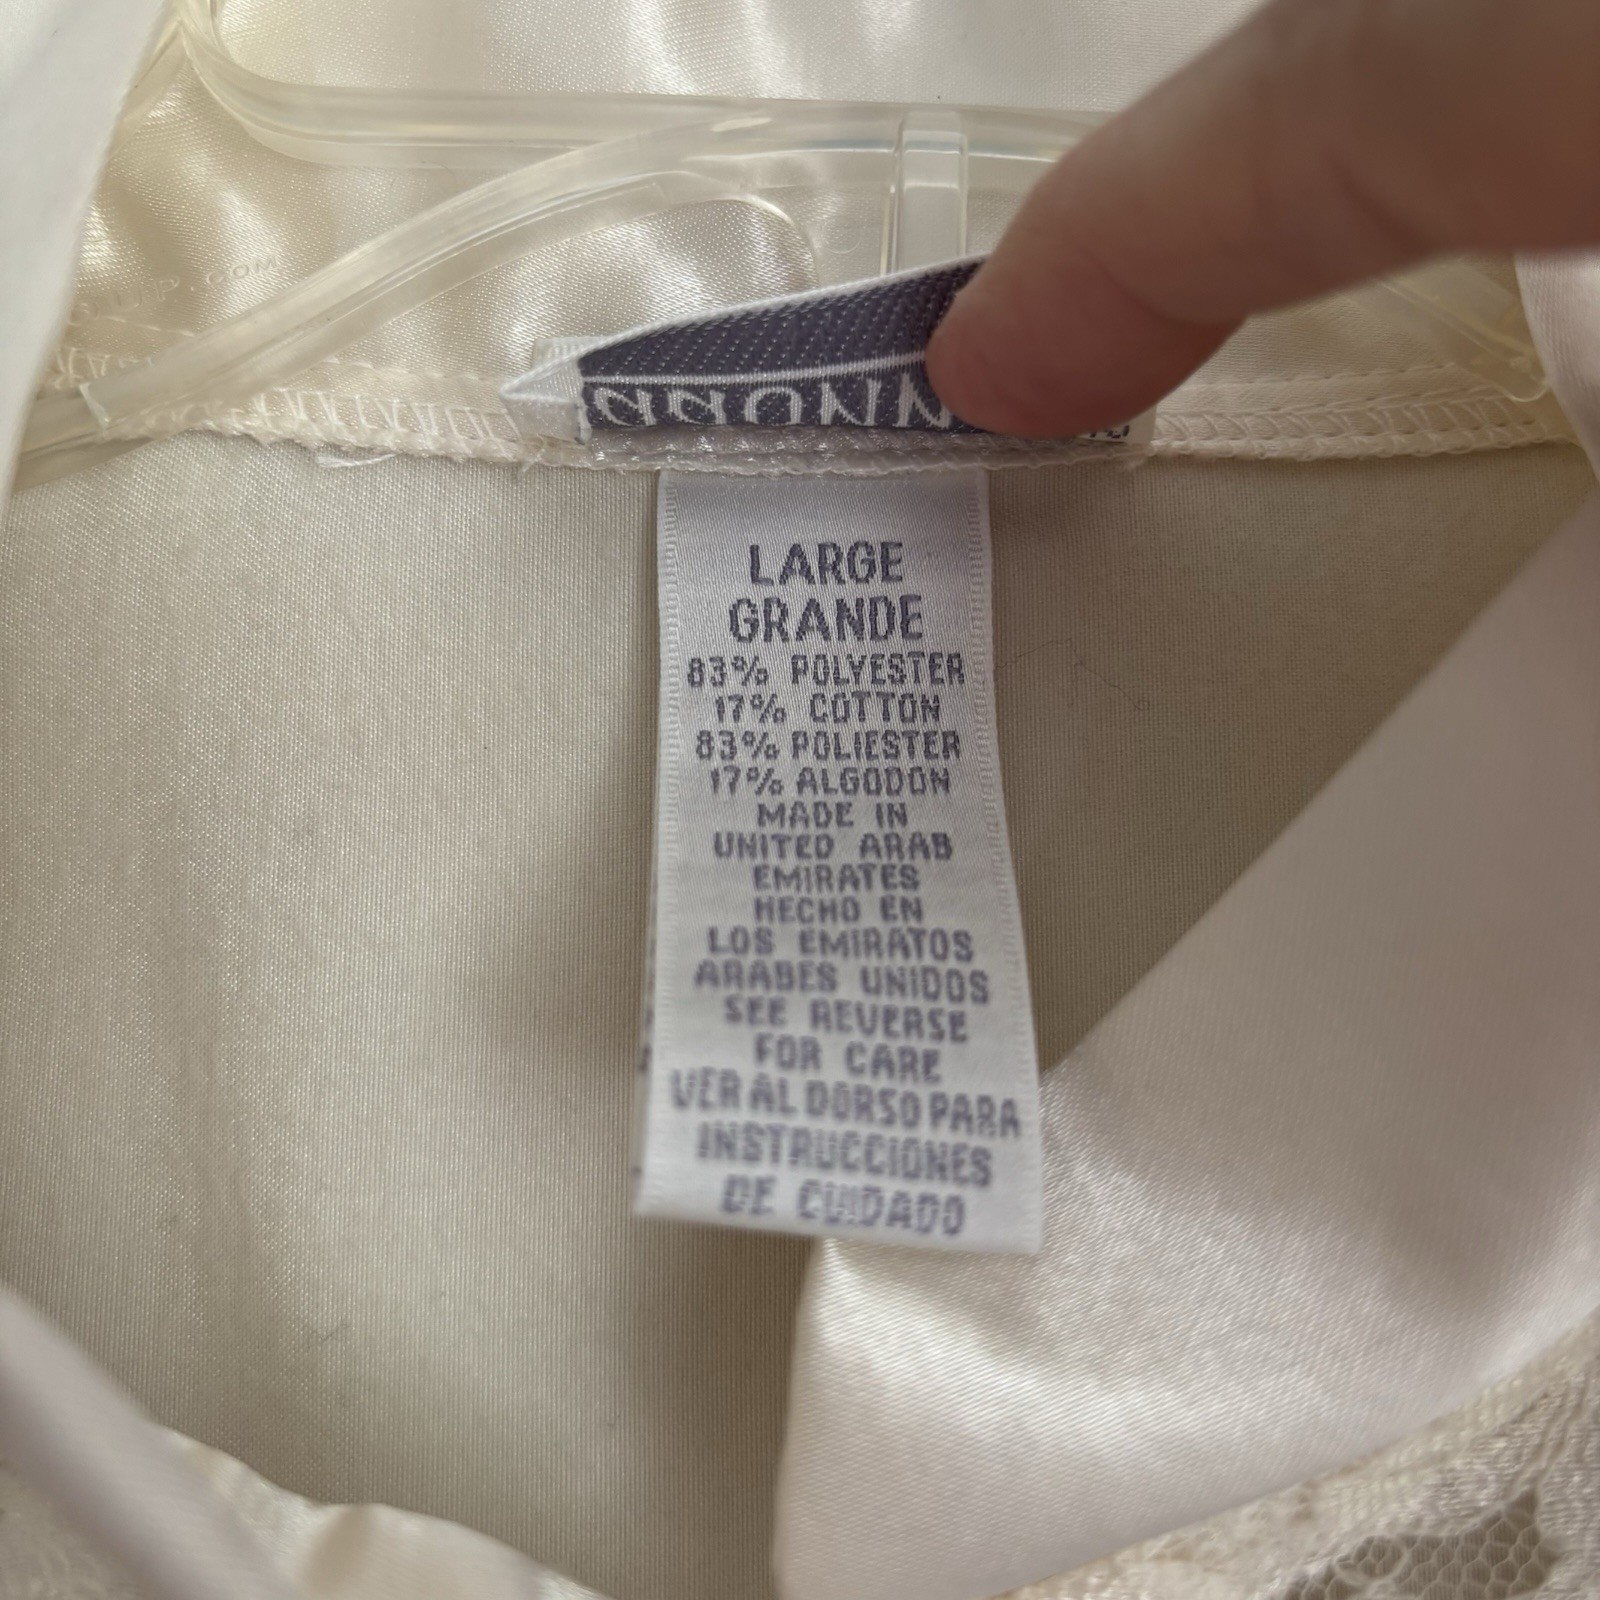 LARGE
GRANDE
83% POLYESTER
17% COTTON
83% POLIESTER
17% ALGODON
MADE IN
UNITED ARAB
EMIRATES
HECHO EN
LOS EMIRATOS
ARABES UNIDOS
SEE REVERSE
FOR CARE
VER AL DORSO PARA
INSTRUCCIONES
DE CUIDADO